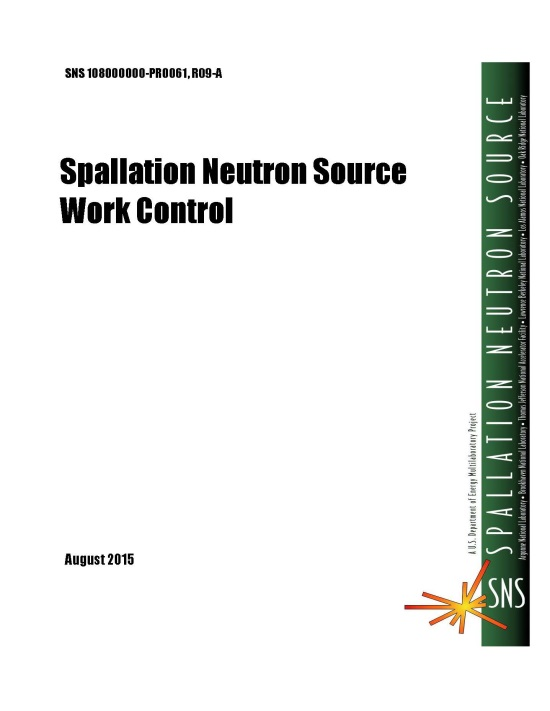 SNS 108000000-PR0061, R09-A
Spallation Neutron Source
Work Control
August 2015
A U.S. Department of Energy Multilaboratory Project
SPALLATION NEUTRON SOURCE
Argonne National Laboratory • Brookhaven National Laboratory • Thomas Jefferson National Accelerator Facility • Lawrence Berkeley National Laboratory • Los Alamos National Laboratory • Oak Ridge National Laboratory
SNS